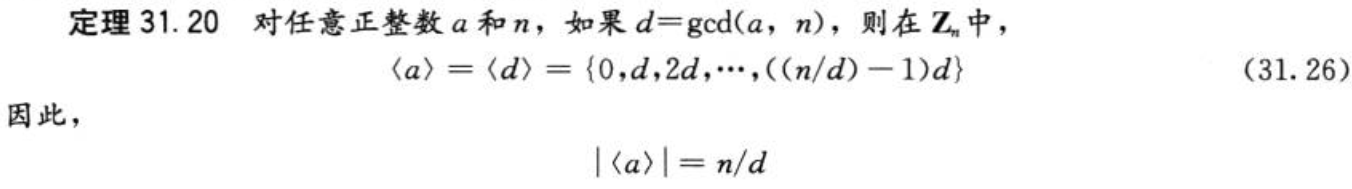 定理 31.20 对任意正整数 a 和 n，如果 d=gcd(a，n)，则在 Zₙ 中，
〈a〉=〈d〉={0,d,2d,…,((n/d)－1)d} (31.26)
因此，
|〈a〉|= n/d